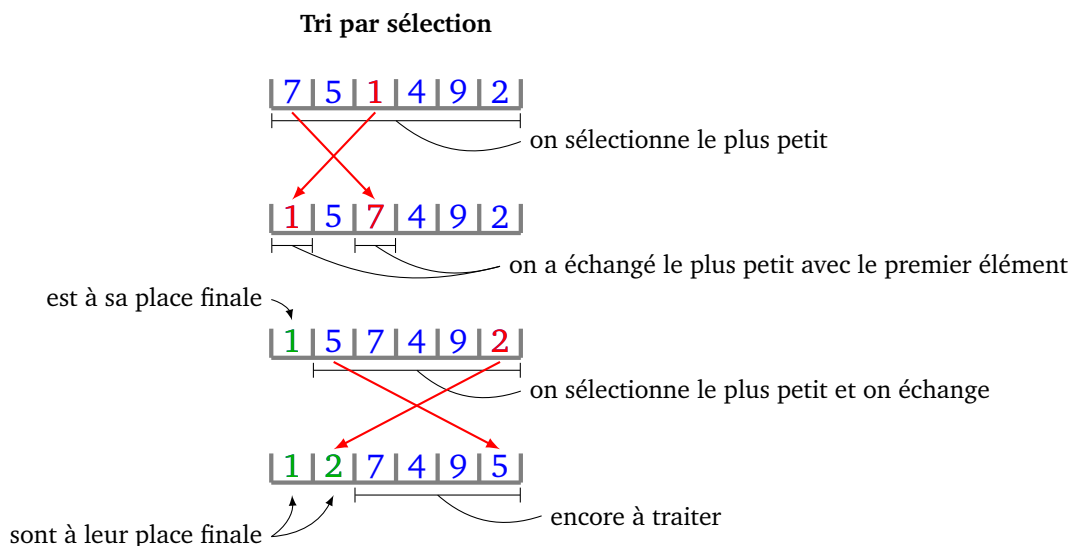 Tri par sélection
7 5 1 4 9 2
on sélectionne le plus petit
1 5 7 4 9 2
on a échangé le plus petit avec le premier élément
est à sa place finale
1 5 7 4 9 2
on sélectionne le plus petit et on échange
1 2 7 4 9 5
encore à traiter
sont à leur place finale